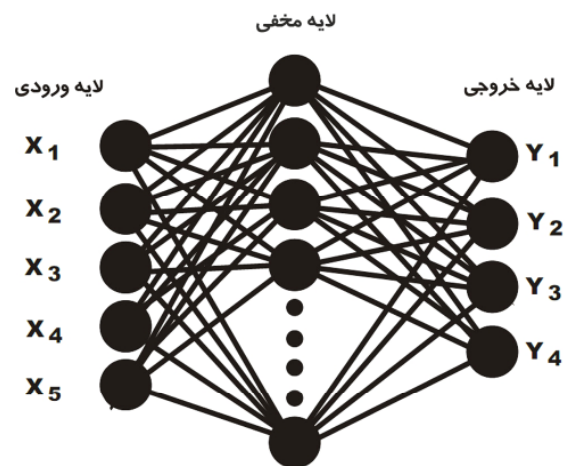 لایه مخفی
لایه ورودی
لایه خروجی
X1
X2
X3
X4
X5
Y1
Y2
Y3
Y4